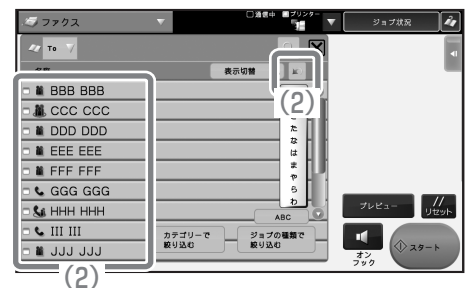 ファクス
通信中
プリンター
ジョブ状況
To
表示切替
(2)
BBB BBB
CCC CCC
DDD DDD
EEE EEE
FFF FFF
GGG GGG
HHH HHH
III III
JJJ JJJ
た
な
は
ま
や
ら
わ
ABC
カテゴリーで
絞り込む
ジョブの種類で
絞り込む
プレビュー
リセット
オン
フック
スタート
(2)